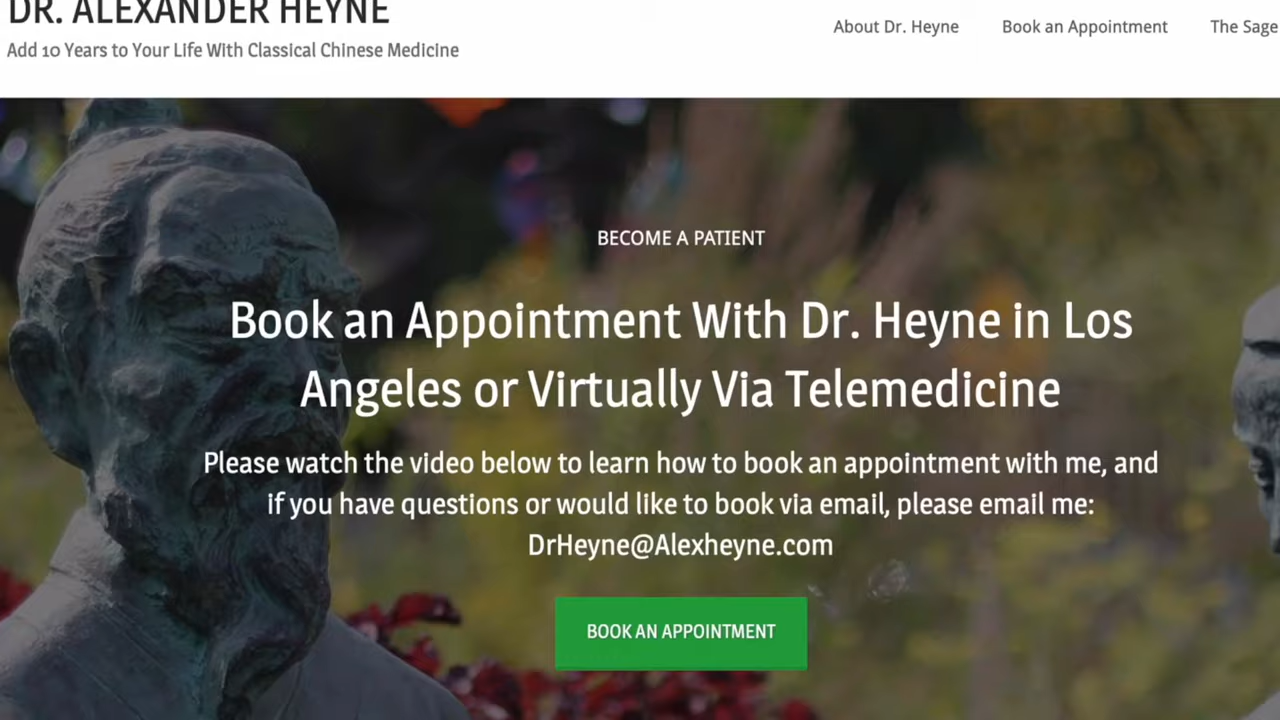 DR. ALEXANDER HEYNE
Add 10 Years to Your Life With Classical Chinese Medicine
About Dr. Heyne
Book an Appointment
The Sage
BECOME A PATIENT
Book an Appointment With Dr. Heyne in Los
Angeles or Virtually Via Telemedicine
Please watch the video below to learn how to book an appointment with me, and
if you have questions or would like to book via email, please email me:
DrHeyne@Alexheyne.com
BOOK AN APPOINTMENT